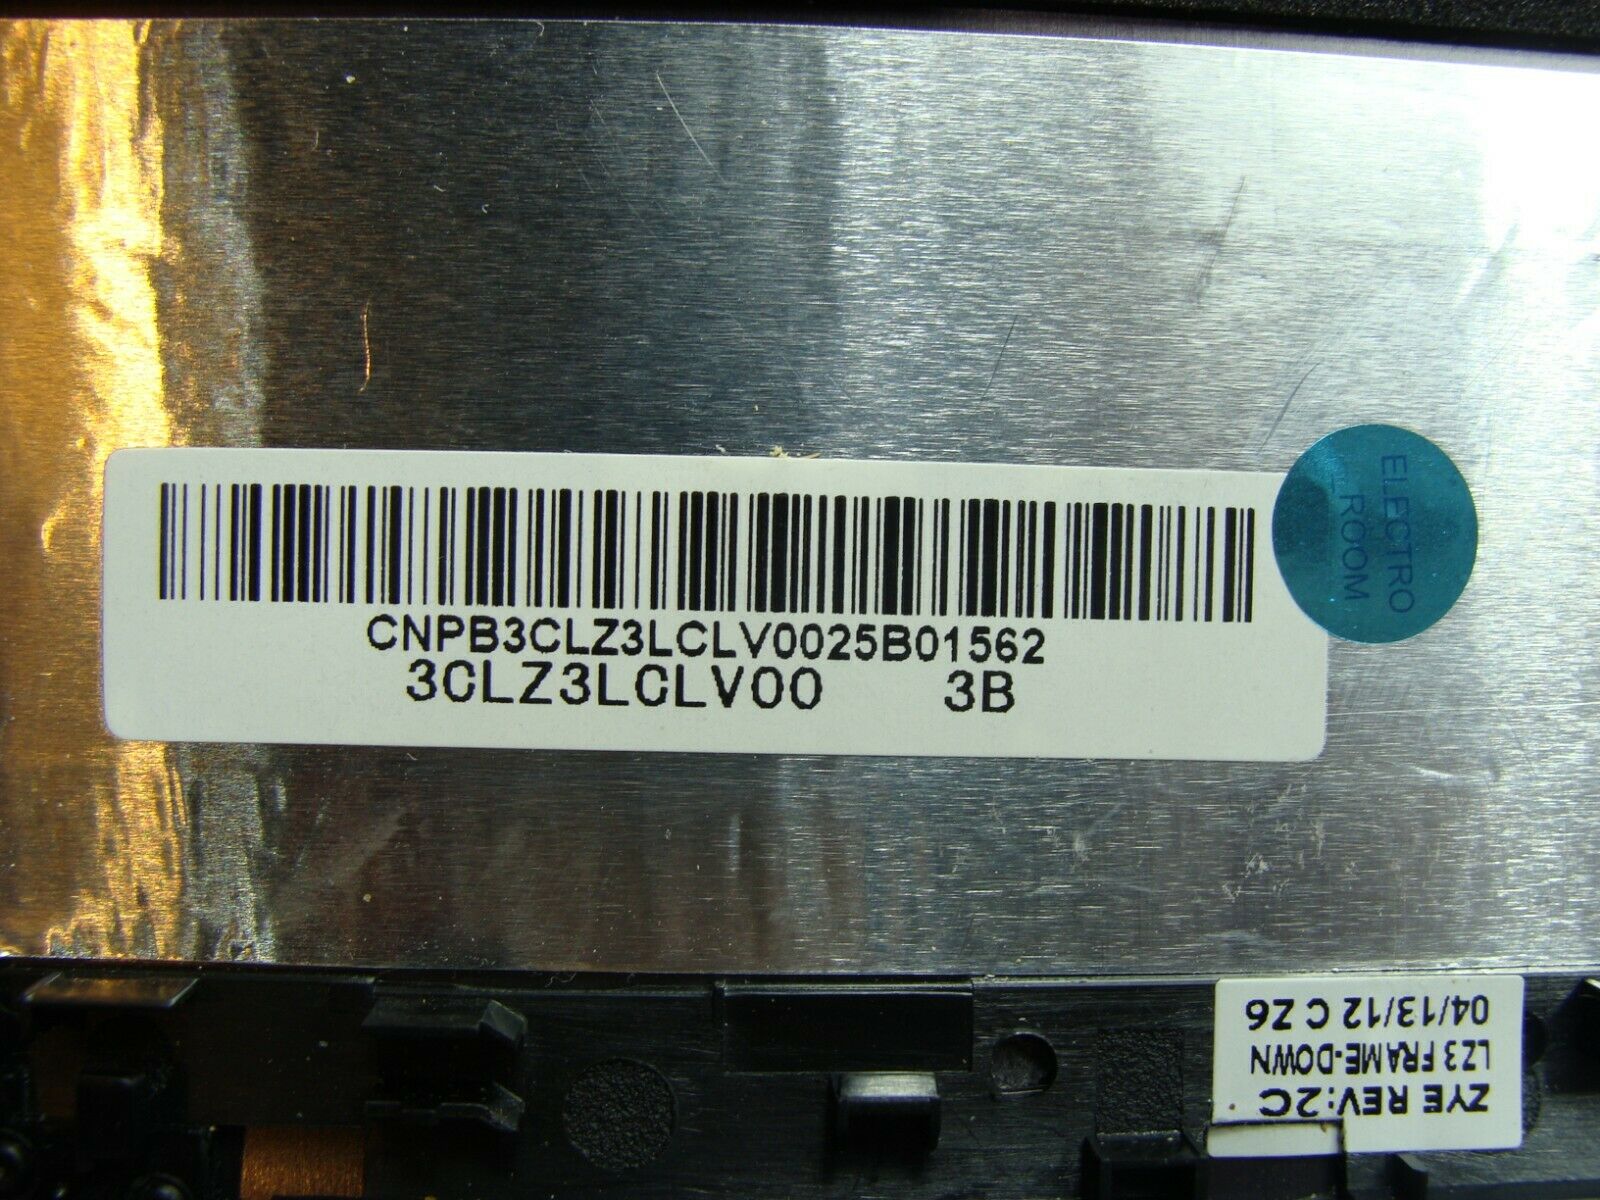 CNPB3CLZ3LCLV0025B01562
3CLZ3LCLV00 3B
ELECTRO
ROOM
ZYE REV:2C
LZ3 FRAME-DOWN
04/13/12 C Z6